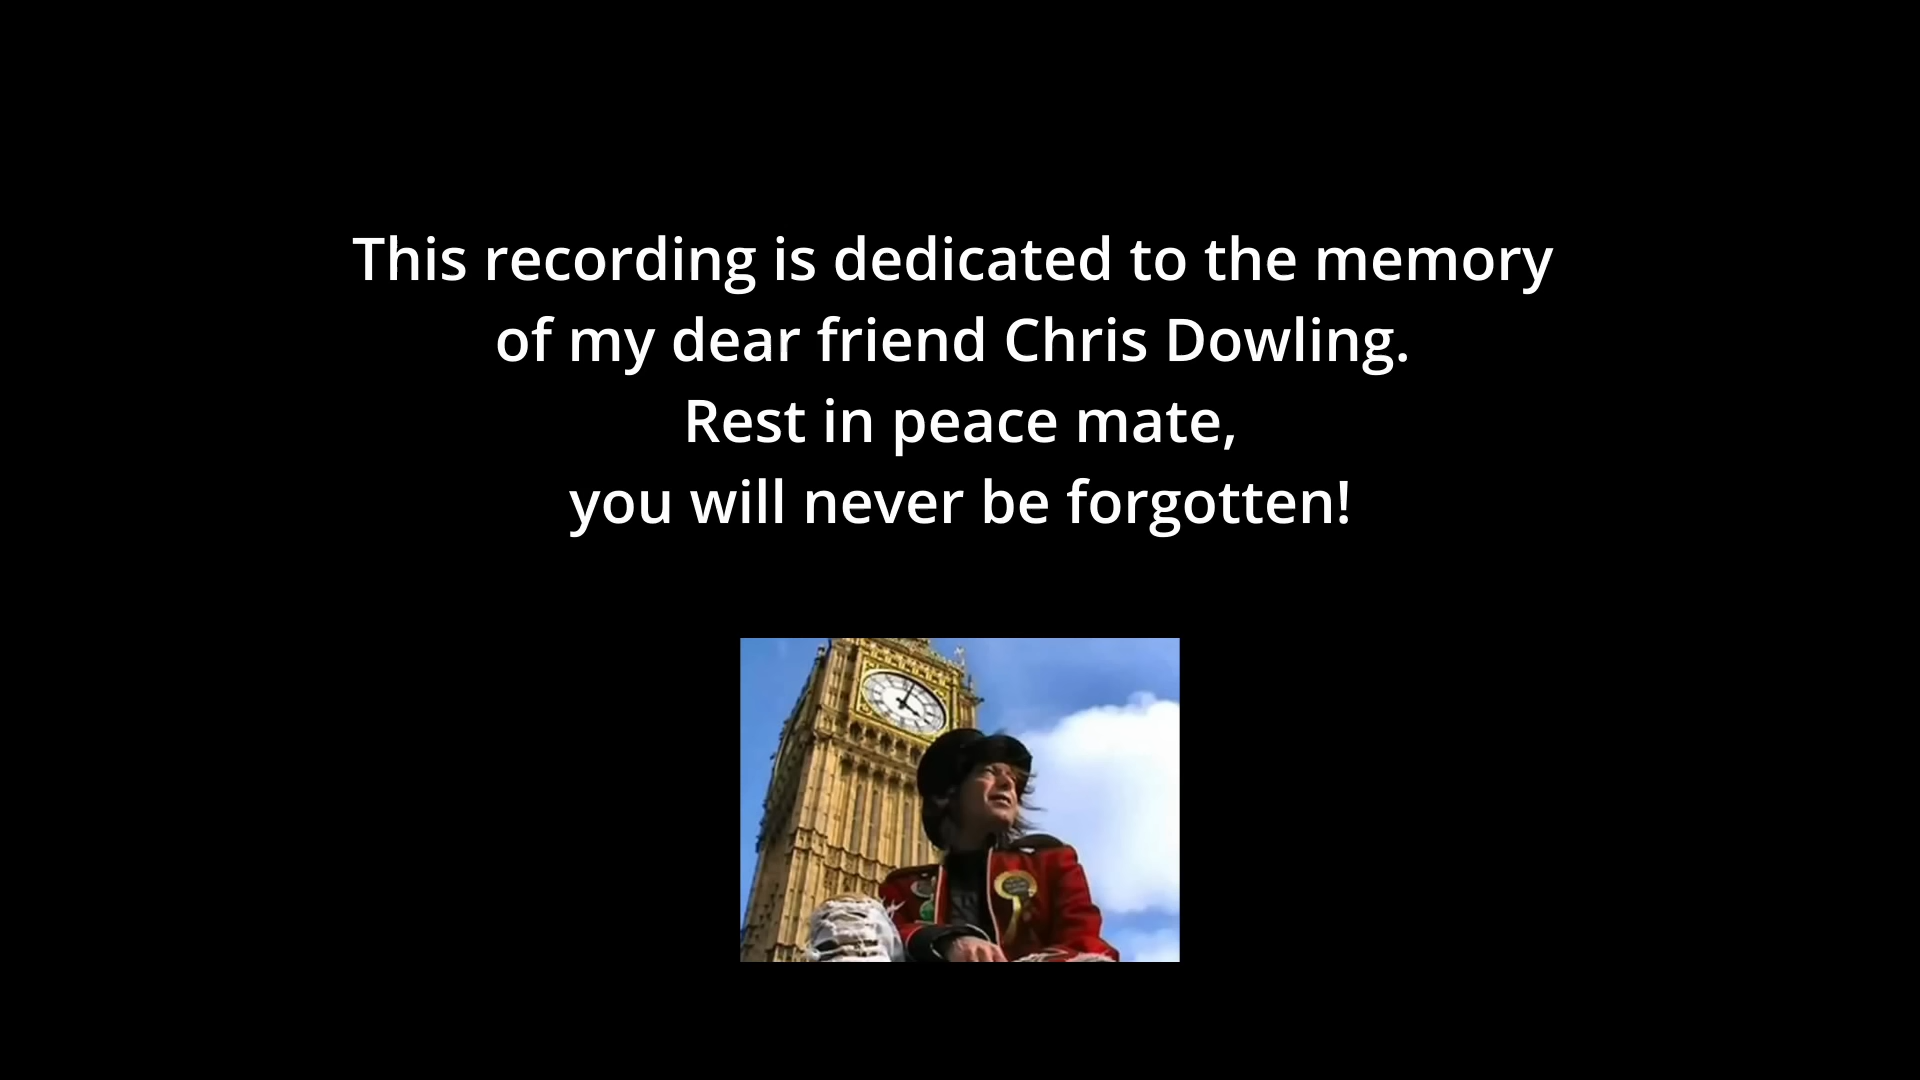 This recording is dedicated to the memory
of my dear friend Chris Dowling.
Rest in peace mate,
you will never be forgotten!